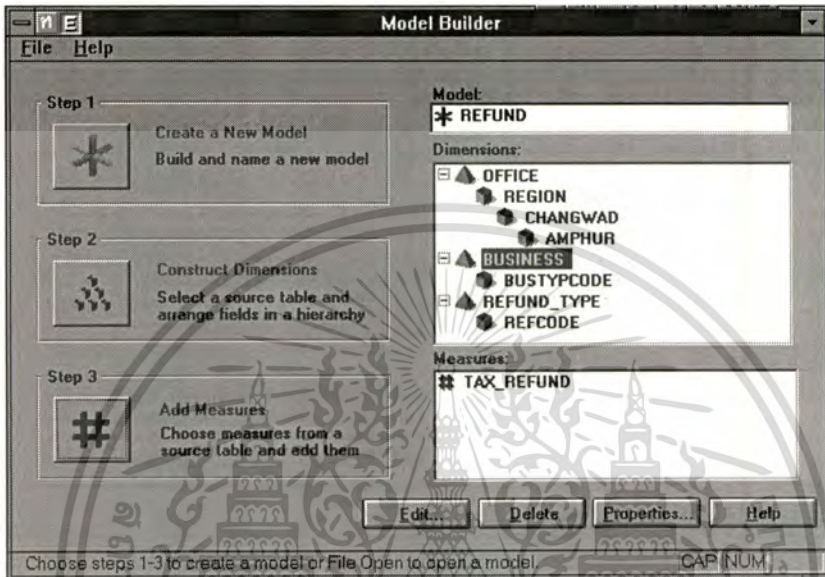 Model Builder
File Help
Step 1
Create a New Model
Build and name a new model
Step 2
Construct Dimensions
Select a source table and
arrange fields in a hierarchy
Step 3
Add Measures
Choose measures from a
source table and add them
Model:
REFUND
Dimensions:
OFFICE
REGION
CHANGWAD
AMPHUR
BUSINESS
BUSTYPCODE
REFUND_TYPE
REFCODE
Measures:
TAX_REFUND
Edit... Delete Properties... Help
Choose steps 1-3 to create a model or File Open to open a model. CAP NUM